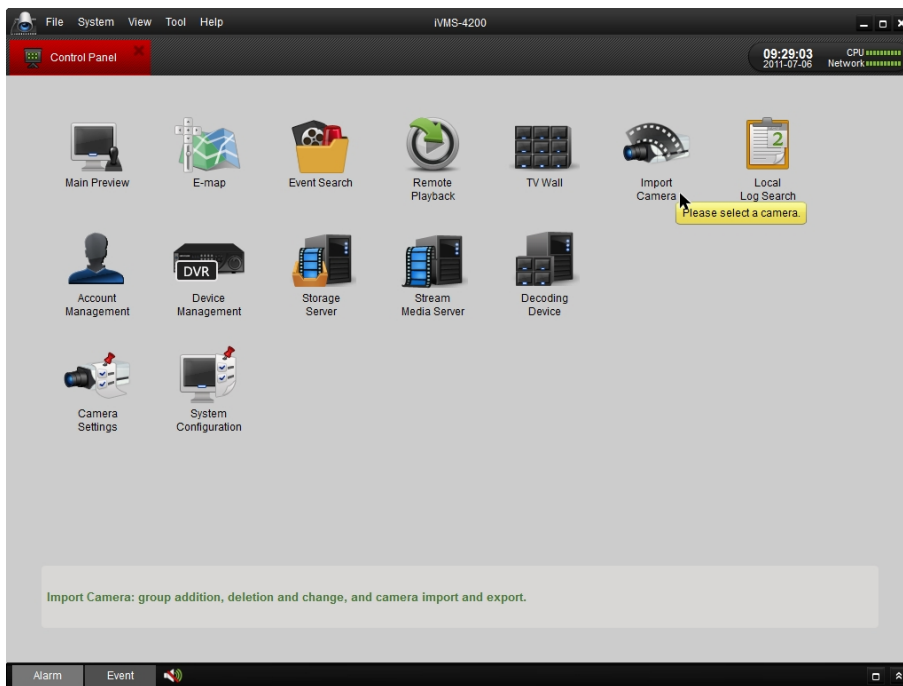 File System View Tool Help iVMS-4200
Control Panel
09:29:03 CPU
2011-07-06 Network
Main Preview
E-map
Event Search
Remote
Playback
TV Wall
Import
Camera
Local
Log Search
2
Please select a camera.
Account
Management
DVR
Device
Management
Storage
Server
Stream
Media Server
Decoding
Device
Camera
Settings
System
Configuration
Import Camera: group addition, deletion and change, and camera import and export.
Alarm Event